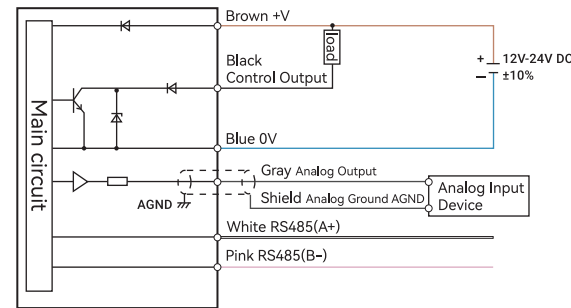 Brown +V
load
Black
Control Output
+ 12V-24V DC
− ±10%
Main circuit
Blue 0V
Gray Analog Output
Shield Analog Ground AGND
Analog Input
Device
AGND
White RS485(A+)
Pink RS485(B-)